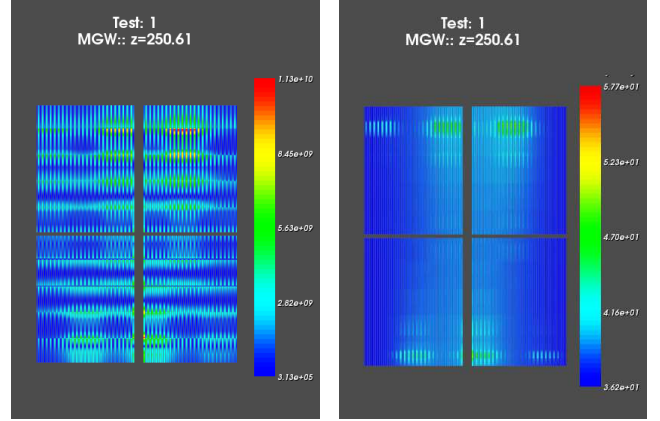 Test: 1
MGW:: z=250.61
1.13e+10
8.45e+09
5.63e+09
2.82e+09
3.13e+05
Test: 1
MGW:: z=250.61
5.77e+01
5.23e+01
4.70e+01
4.16e+01
3.62e+01